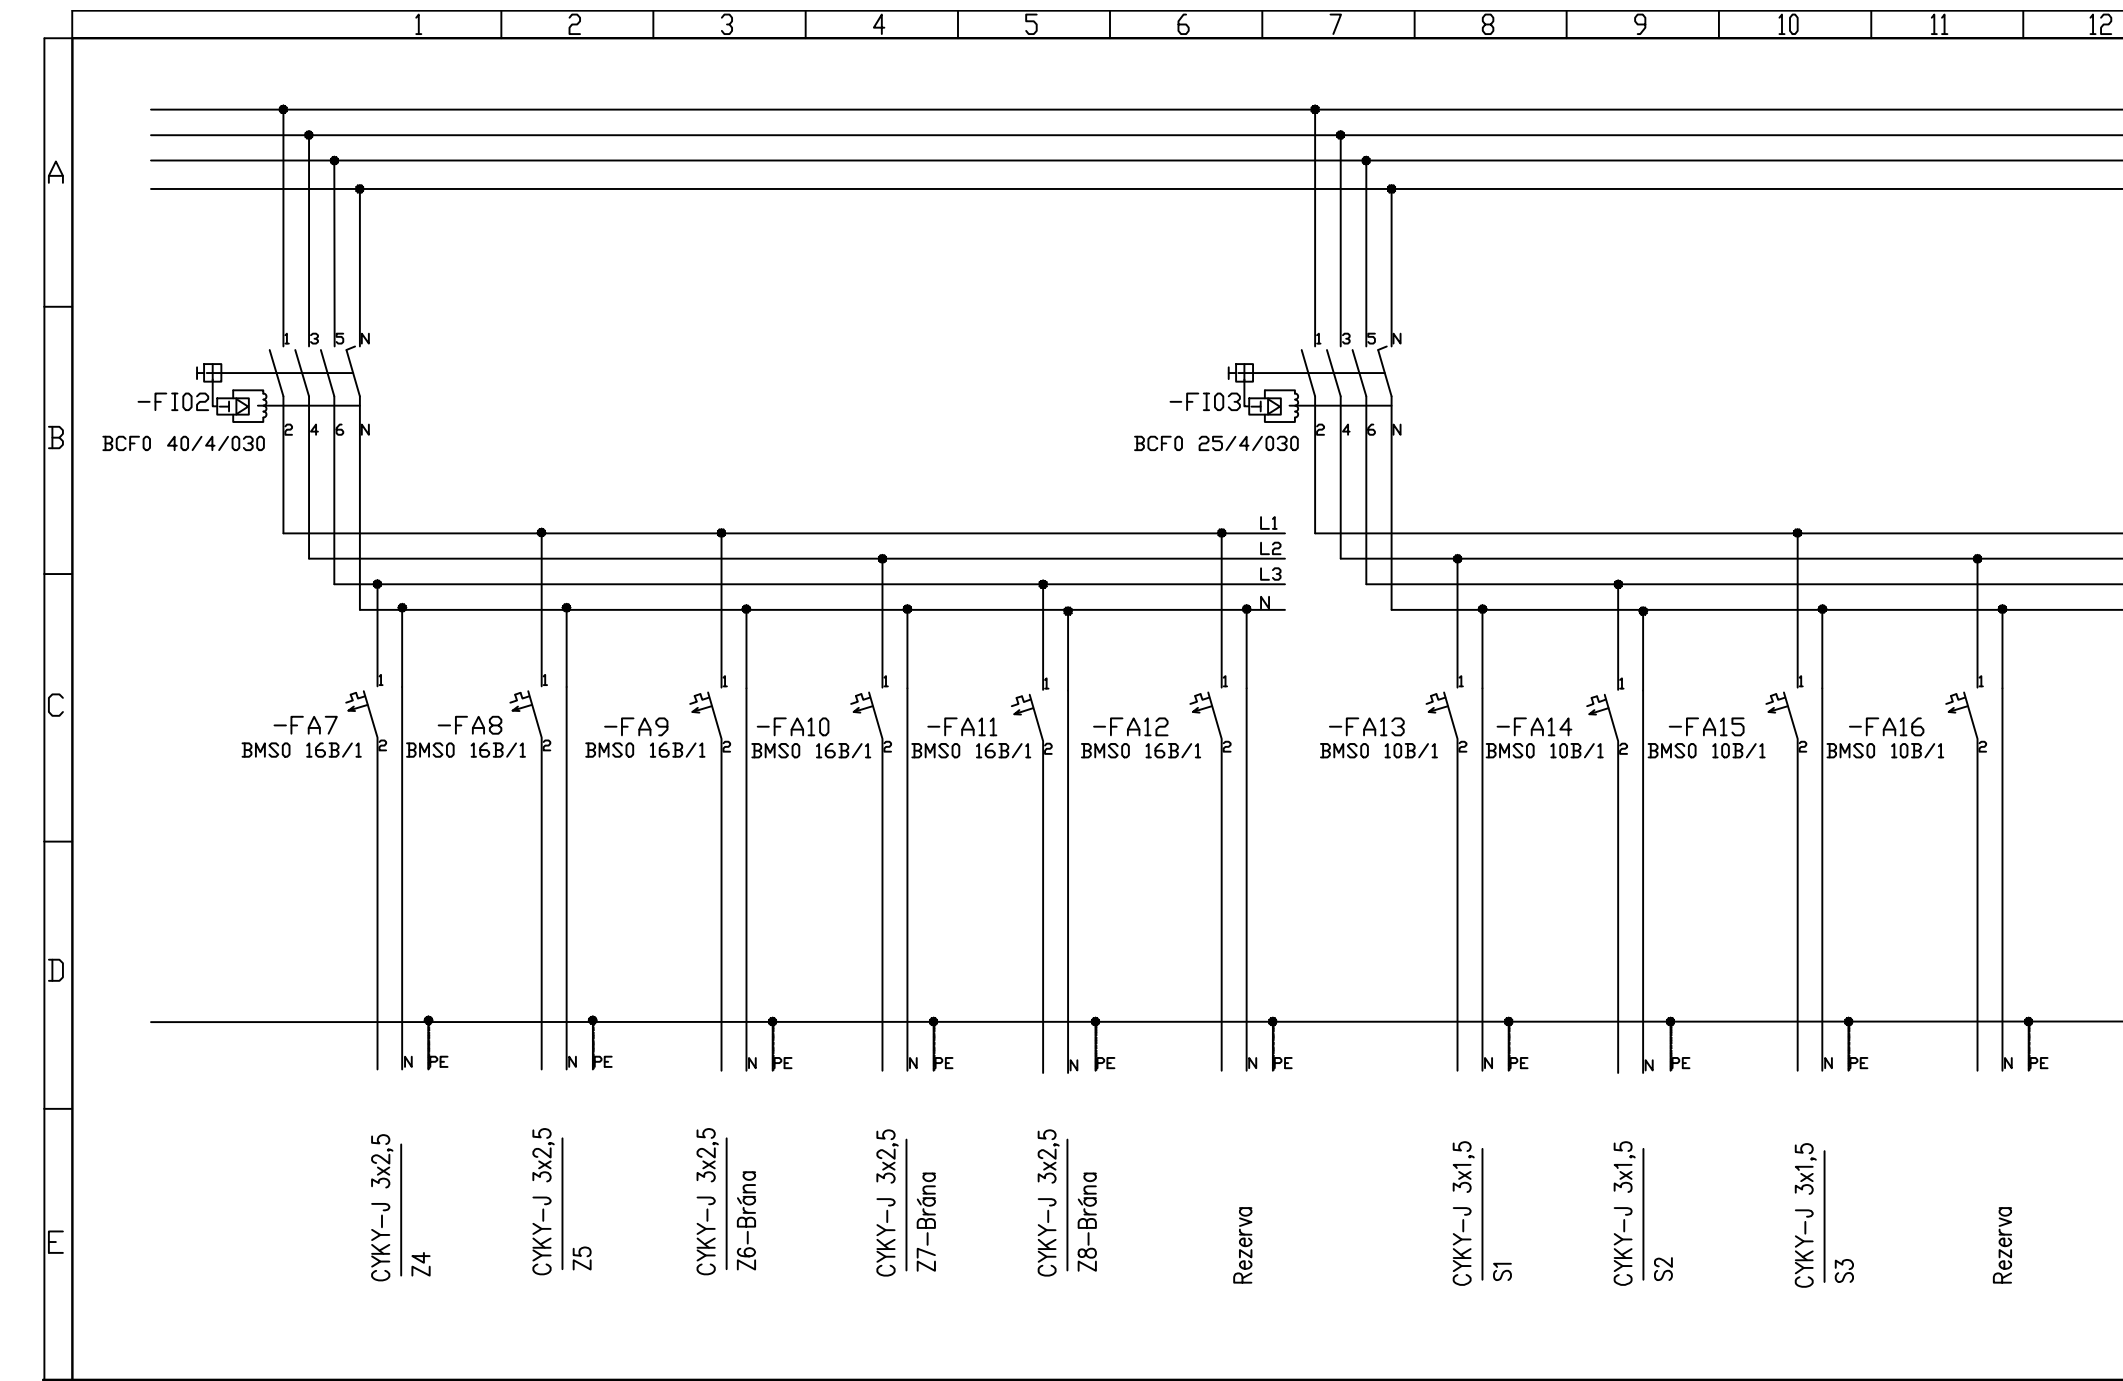 1 2 3 4 5 6 7 8 9 10 11 12
A
1 3 5 N
1 3 5 N
-FI02
-FI03
B
2 4 6 N
2 4 6 N
BCF0 40/4/030
BCF0 25/4/030
L1
L2
L3
N
C
1 1 1 1 1 1 1 1 1 1
-FA7 -FA8 -FA9 -FA10 -FA11 -FA12 -FA13 -FA14 -FA15 -FA16
BMS0 16B/1 BMS0 16B/1 BMS0 16B/1 BMS0 16B/1 BMS0 16B/1 BMS0 16B/1 BMS0 10B/1 BMS0 10B/1 BMS0 10B/1 BMS0 10B/1
2 2 2 2 2 2 2 2 2 2
D
N PE N PE N PE N PE N PE N PE N PE N PE N PE N PE
E
CYKY-J 3x2,5
Z4
CYKY-J 3x2,5
Z5
CYKY-J 3x2,5
Z6-Brána
CYKY-J 3x2,5
Z7-Brána
CYKY-J 3x2,5
Z8-Brána
Rezerva
CYKY-J 3x1,5
S1
CYKY-J 3x1,5
S2
CYKY-J 3x1,5
S3
Rezerva